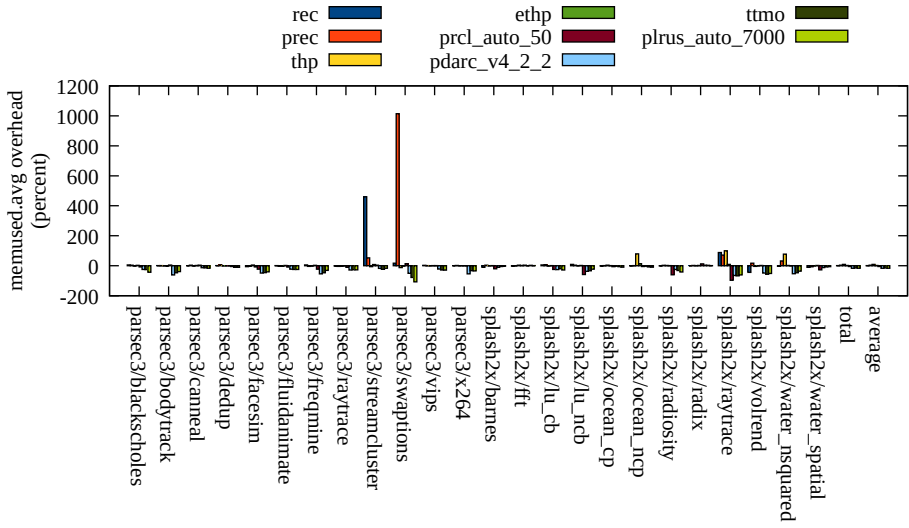 rec ethp ttmo
prec prcl_auto_50 plrus_auto_7000
thp pdarc_v4_2_2
memused.avg overhead
(percent)
1200
1000
800
600
400
200
0
-200
parsec3/blackscholes
parsec3/bodytrack
parsec3/canneal
parsec3/dedup
parsec3/facesim
parsec3/fluidanimate
parsec3/freqmine
parsec3/raytrace
parsec3/streamcluster
parsec3/swaptions
parsec3/vips
parsec3/x264
splash2x/barnes
splash2x/fft
splash2x/lu_cb
splash2x/lu_ncb
splash2x/ocean_cp
splash2x/ocean_ncp
splash2x/radiosity
splash2x/radix
splash2x/raytrace
splash2x/volrend
splash2x/water_nsquared
splash2x/water_spatial
total
average